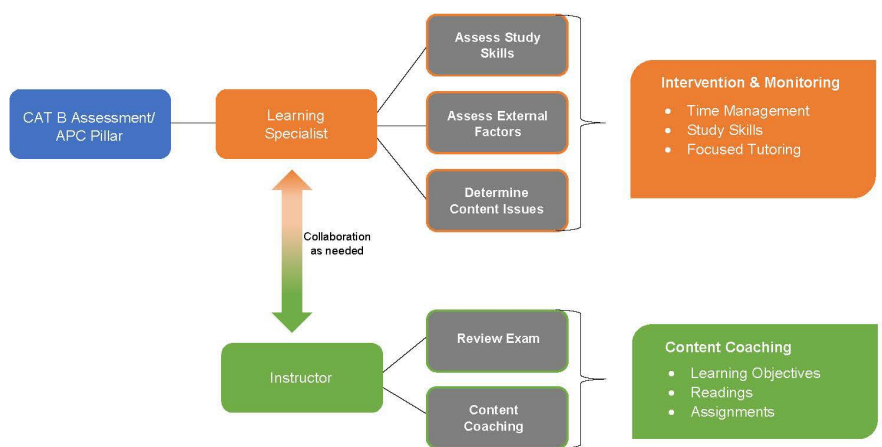 CAT B Assessment/
APC Pillar
Learning
Specialist
Assess Study
Skills
Assess External
Factors
Determine
Content Issues
Intervention & Monitoring
• Time Management
• Study Skills
• Focused Tutoring
Collaboration
as needed
Instructor
Review Exam
Content
Coaching
Content Coaching
• Learning Objectives
• Readings
• Assignments